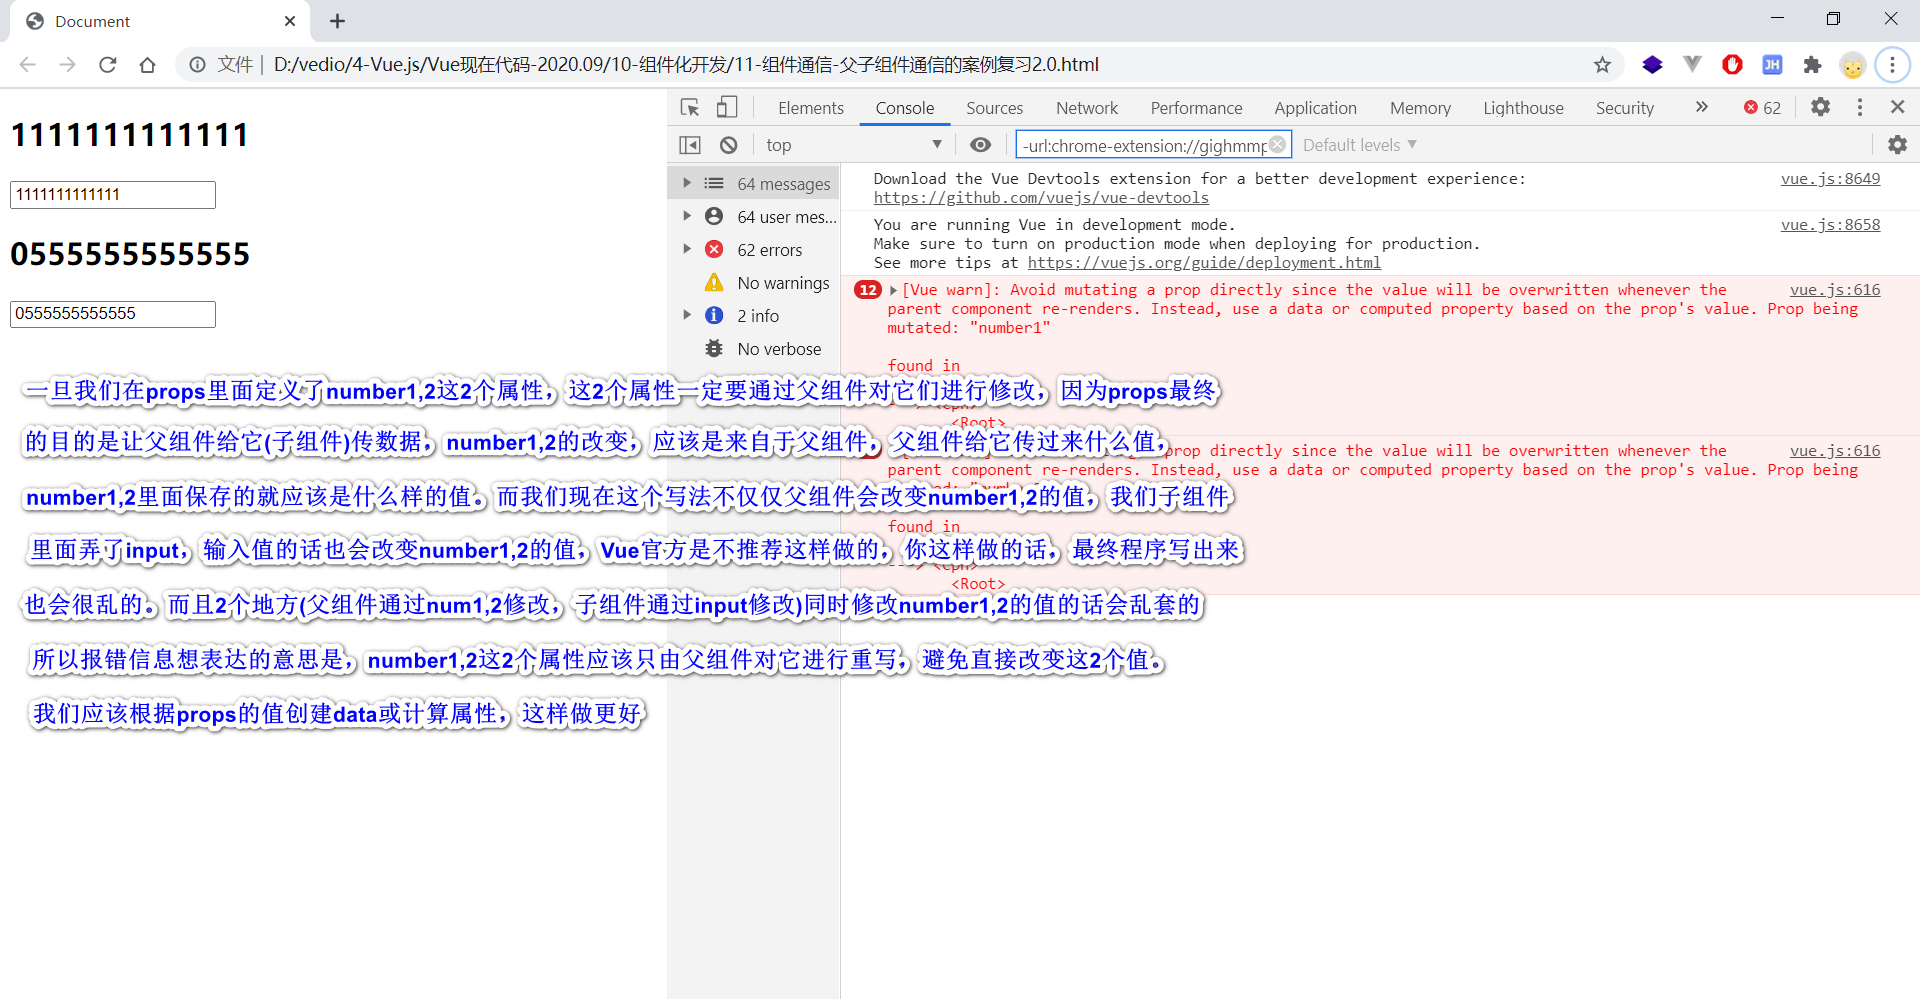 Document
文件 | D:/vedio/4-Vue.js/Vue现在代码-2020.09/10-组件化开发/11-组件通信-父子组件通信的案例复习2.0.html
JH
Elements Console Sources Network Performance Application Memory Lighthouse Security » 62
top -url:chrome-extension://gighmmp Default levels
1111111111111
1111111111111
0555555555555
0555555555555
64 messages
64 user mes...
62 errors
No warnings
2 info
No verbose
Download the Vue Devtools extension for a better development experience: vue.js:8649
https://github.com/vuejs/vue-devtools
You are running Vue in development mode. vue.js:8658
Make sure to turn on production mode when deploying for production.
See more tips at https://vuejs.org/guide/deployment.html
12 [Vue warn]: Avoid mutating a prop directly since the value will be overwritten whenever the vue.js:616
parent component re-renders. Instead, use a data or computed property based on the prop's value. Prop being
mutated: "number1"
found in
<Root>
prop directly since the value will be overwritten whenever the vue.js:616
parent component re-renders. Instead, use a data or computed property based on the prop's value. Prop being
found in
<Root>
一旦我们在props里面定义了number1,2这2个属性，这2个属性一定要通过父组件对它们进行修改，因为props最终
的目的是让父组件给它(子组件)传数据，number1,2的改变，应该是来自于父组件，父组件给它传过来什么值，
number1,2里面保存的就应该是什么样的值。而我们现在这个写法不仅仅父组件会改变number1,2的值，我们子组件
里面弄了input，输入值的话也会改变number1,2的值，Vue官方是不推荐这样做的，你这样做的话，最终程序写出来
也会很乱的。而且2个地方(父组件通过num1,2修改，子组件通过input修改)同时修改number1,2的值的话会乱套的
所以报错信息想表达的意思是，number1,2这2个属性应该只由父组件对它进行重写，避免直接改变这2个值。
我们应该根据props的值创建data或计算属性，这样做更好